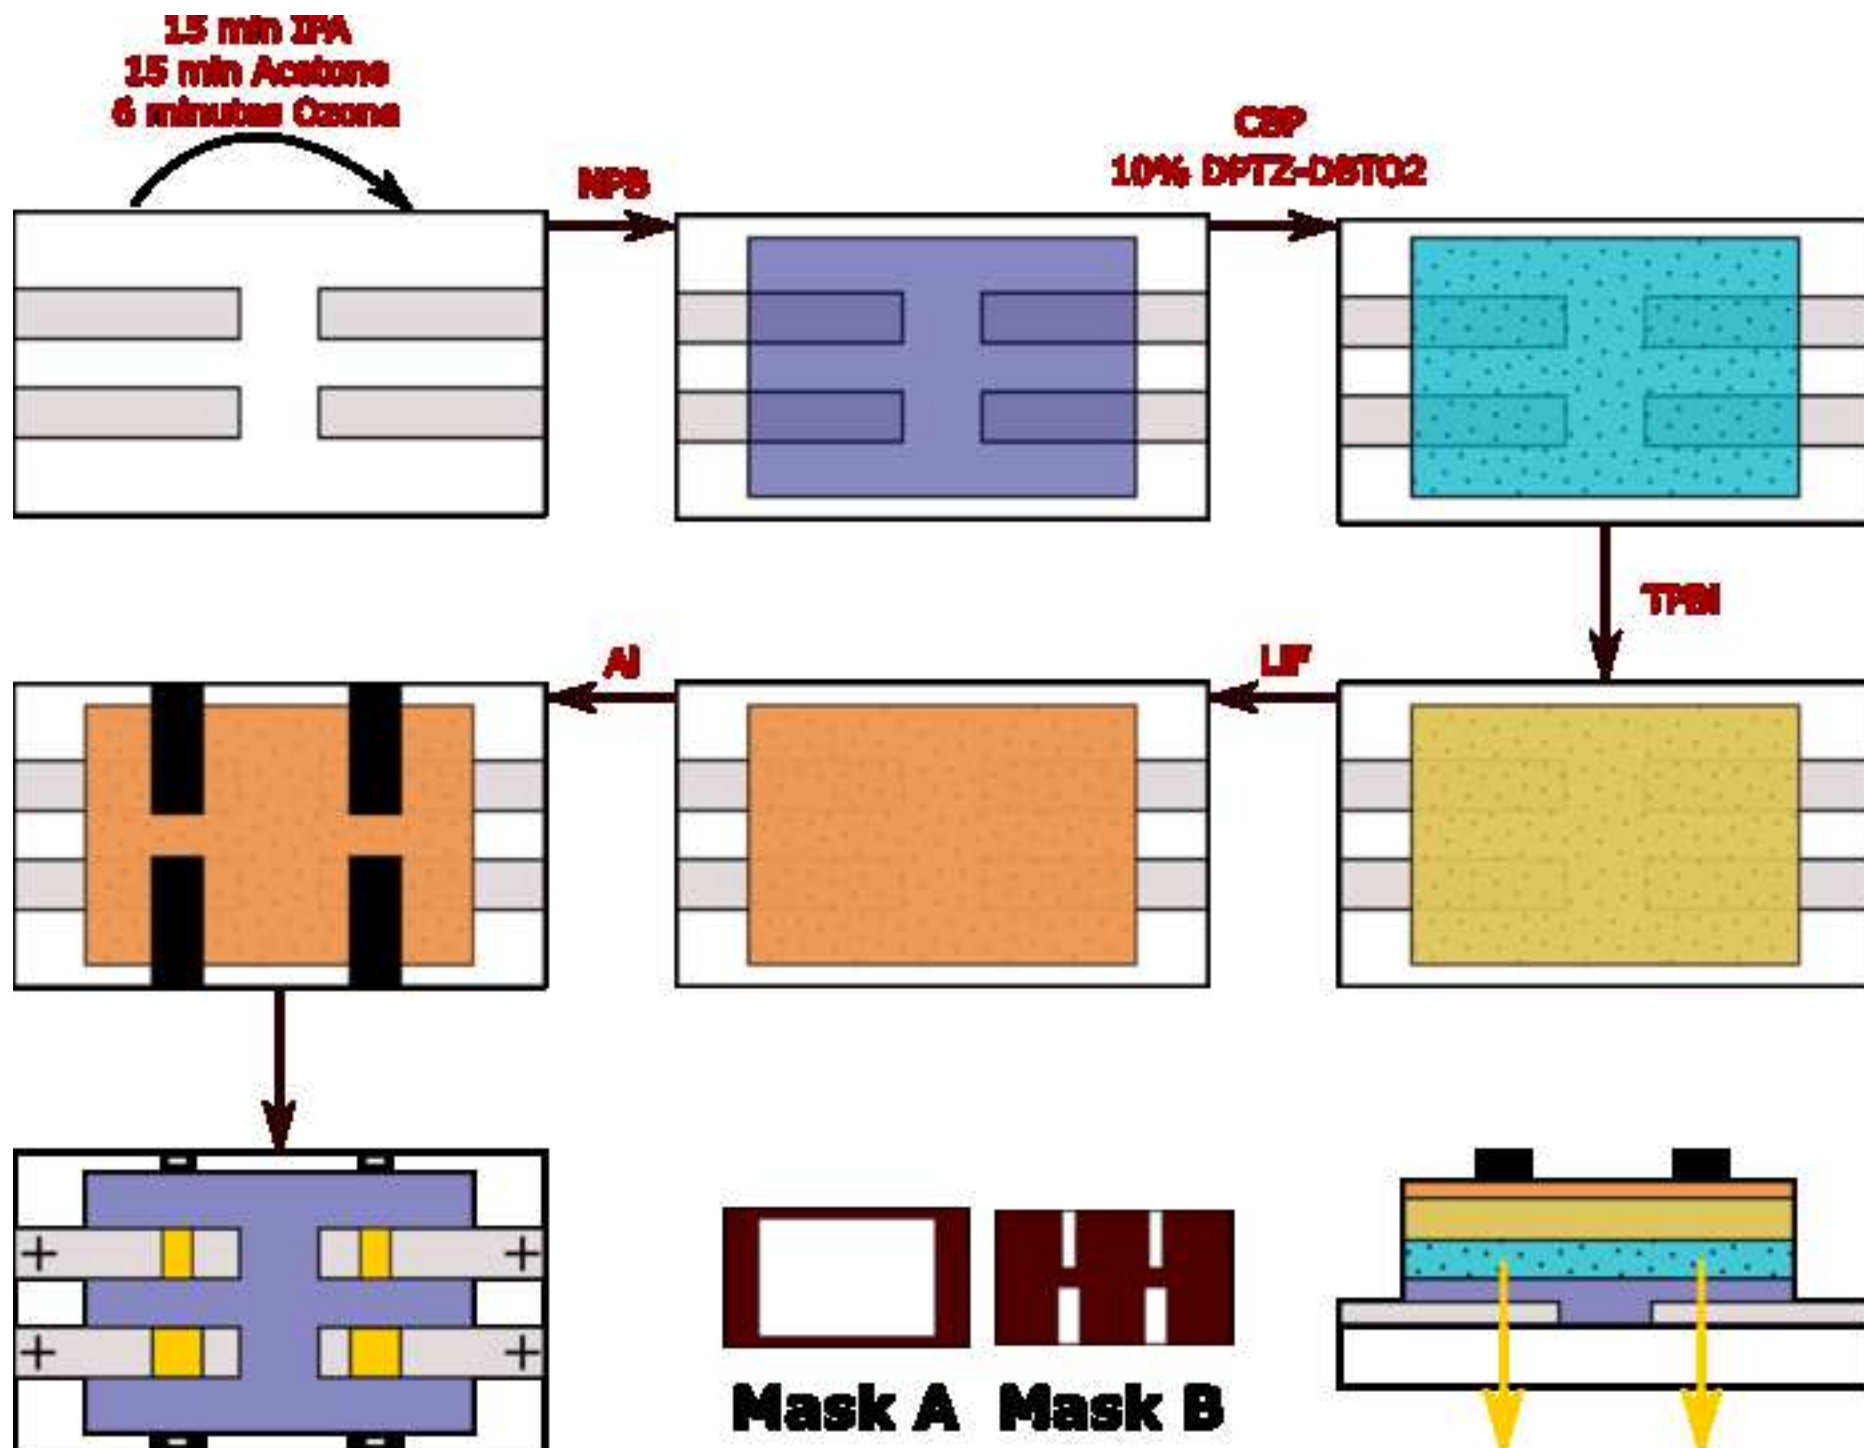 15 min IPA
15 min Acetone
6 minutes Ozone
NPB
CBP
10% DPTZ-DBTO2
TPBi
LiF
Al
+
+
+
+
Mask A
Mask B